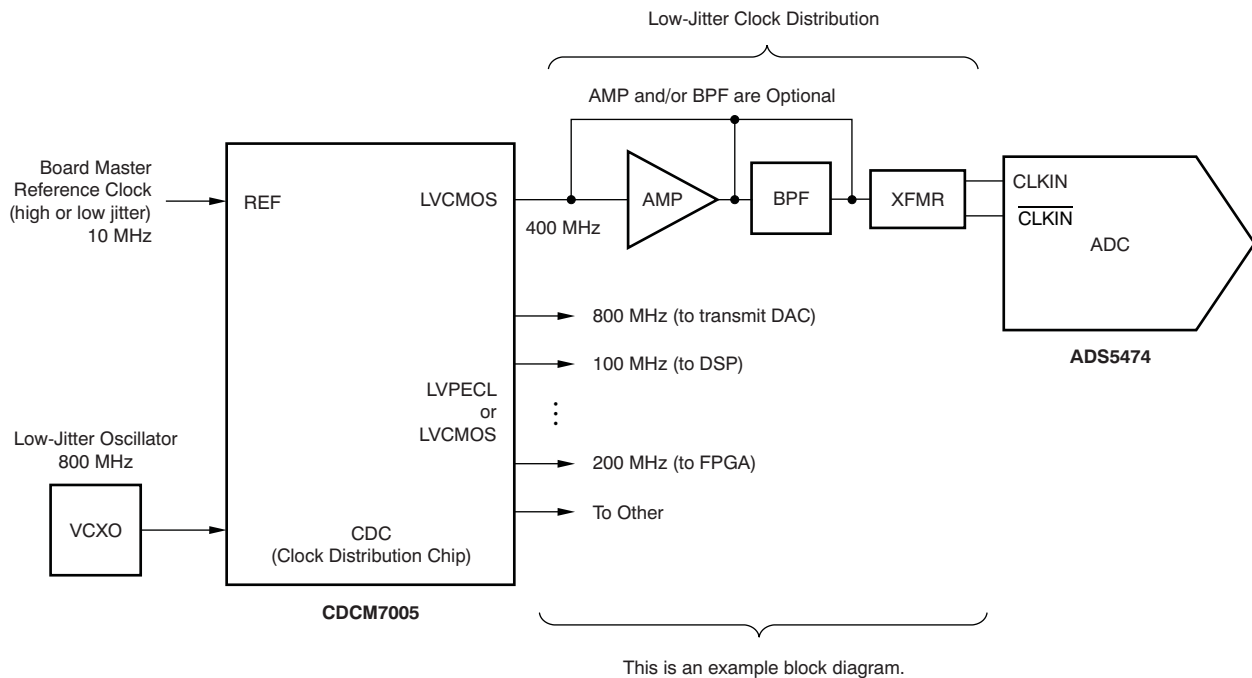 Low-Jitter Clock Distribution
AMP and/or BPF are Optional
Board Master
Reference Clock
(high or low jitter)
10 MHz
REF
LVCMOS
400 MHz
AMP
BPF
XFMR
CLKIN
CLKIN
ADC
ADS5474
800 MHz (to transmit DAC)
100 MHz (to DSP)
LVPECL
or
LVCMOS
200 MHz (to FPGA)
To Other
Low-Jitter Oscillator
800 MHz
VCXO
CDC
(Clock Distribution Chip)
CDCM7005
This is an example block diagram.